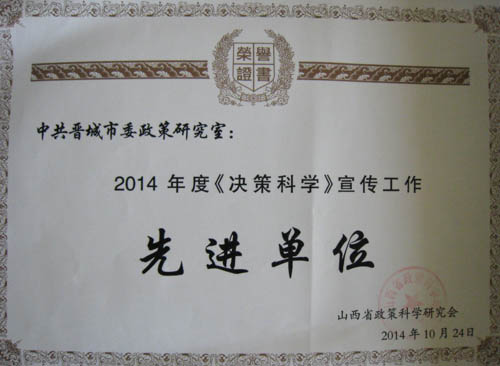 榮譽
證書
中共晋城市委政策研究室：
2014 年度《决策科学》宣传工作
先进单位
山西省政策科学研究会
2014 年 10 月 24日